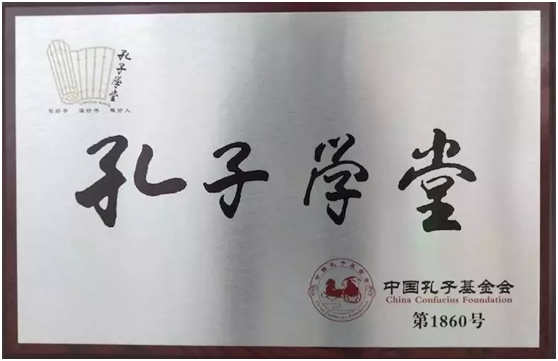 孔子学堂
孔子学堂
中国孔子基金会
China Confucius Foundation
第1860号